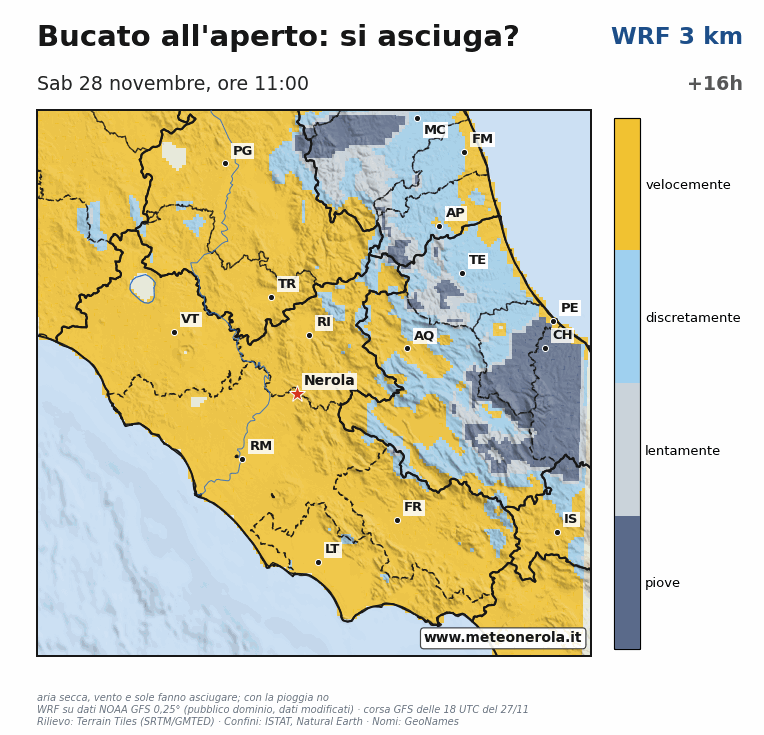 Bucato all'aperto: si asciuga?
WRF 3 km
Sab 28 novembre, ore 11:00
+16h
MC
FM
PG
AP
TE
TR
PE
VT
RI
AQ
CH
Nerola
RM
FR
IS
LT
www.meteonerola.it
velocemente
discretamente
lentamente
piove
aria secca, vento e sole fanno asciugare; con la pioggia no
WRF su dati NOAA GFS 0,25° (pubblico dominio, dati modificati) · corsa GFS delle 18 UTC del 27/11
Rilievo: Terrain Tiles (SRTM/GMTED) · Confini: ISTAT, Natural Earth · Nomi: GeoNames